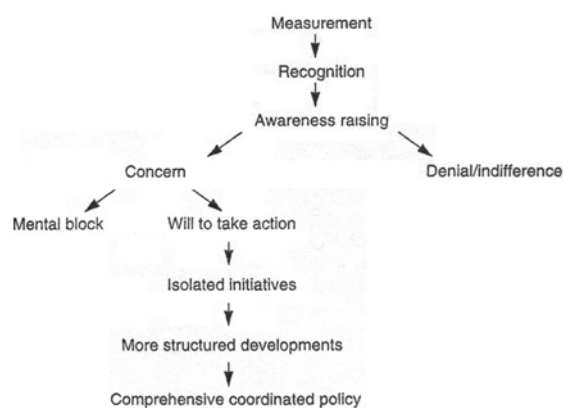 Measurement
Recognition
Awareness raising
Concern
Denial/indifference
Mental block
Will to take action
Isolated initiatives
More structured developments
Comprehensive coordinated policy